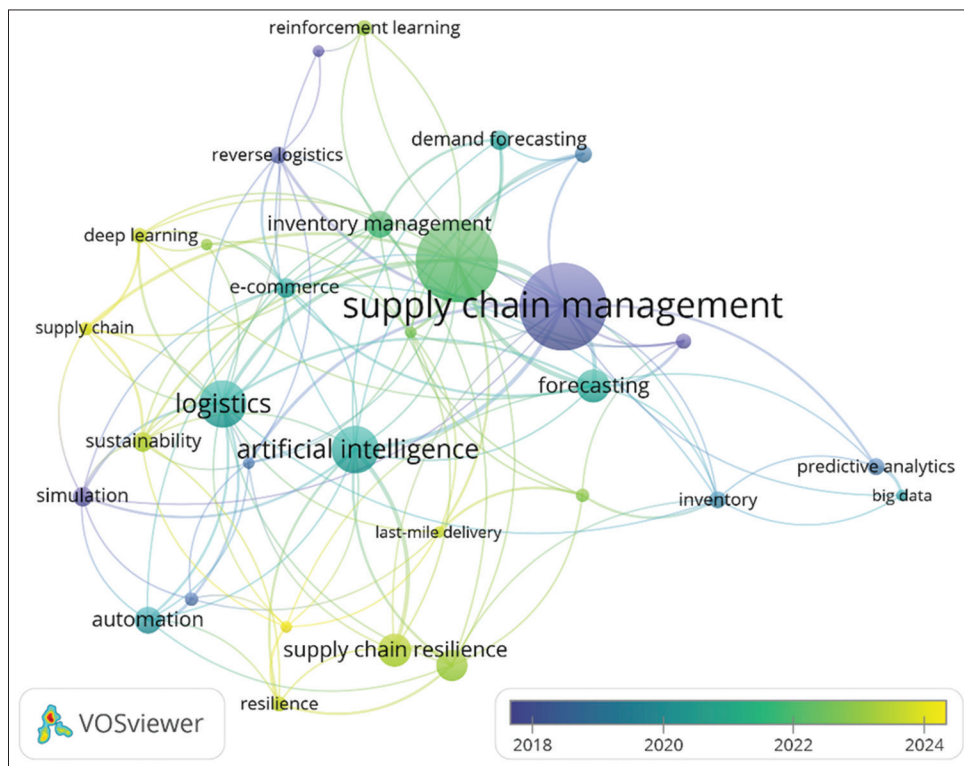 reinforcement learning
demand forecasting
reverse logistics
inventory management
deep learning
e-commerce
supply chain management
supply chain
forecasting
logistics
sustainability
artificial intelligence
predictive analytics
simulation
big data
inventory
last-mile delivery
automation
supply chain resilience
resilience
VOSviewer
2018 2020 2022 2024